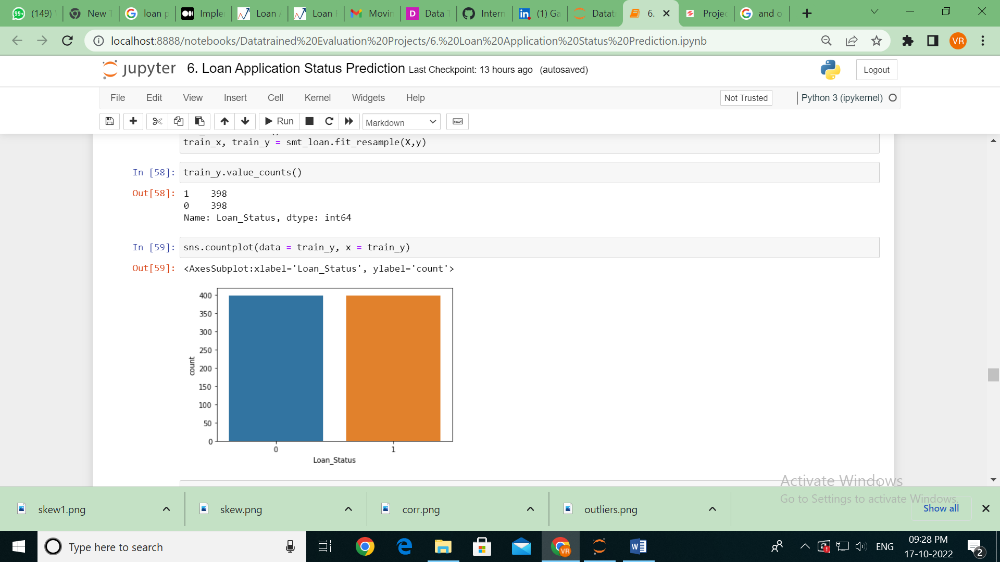 99+ (149) New T loan p Imple Loan A Loan Movin D Data T Intern in (1) Ga Datat 6. Projec and o
localhost:8888/notebooks/Datatrained%20Evaluation%20Projects/6.%20Loan%20Application%20Status%20Prediction.ipynb VR
jupyter 6. Loan Application Status Prediction Last Checkpoint: 13 hours ago (autosaved) Logout
File Edit View Insert Cell Kernel Widgets Help Not Trusted Python 3 (ipykernel)
Run Markdown
train_x, train_y = smt_loan.fit_resample(X,y)
In [58]: train_y.value_counts()
Out[58]: 1 398
0 398
Name: Loan_Status, dtype: int64
In [59]: sns.countplot(data = train_y, x = train_y)
Out[59]: <AxesSubplot:xlabel='Loan_Status', ylabel='count'>
400
350
300
250
200
150
100
50
0
count
0 1
Loan_Status
Activate Windows
Go to Settings to activate Windows.
skew1.png skew.png corr.png outliers.png Show all
Type here to search VR W ENG 09:28 PM
17-10-2022 2